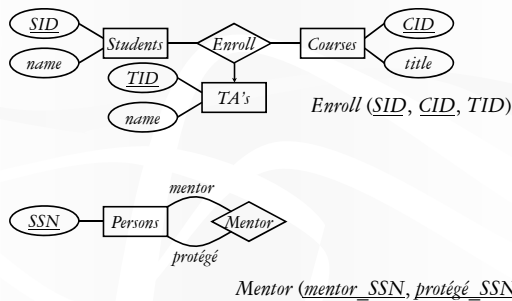 SID
CID
Students
Enroll
Courses
name
title
TID
TA's
name
Enroll (SID, CID, TID)
mentor
SSN
Persons
Mentor
protégé
Mentor (mentor_SSN, protégé_SSN